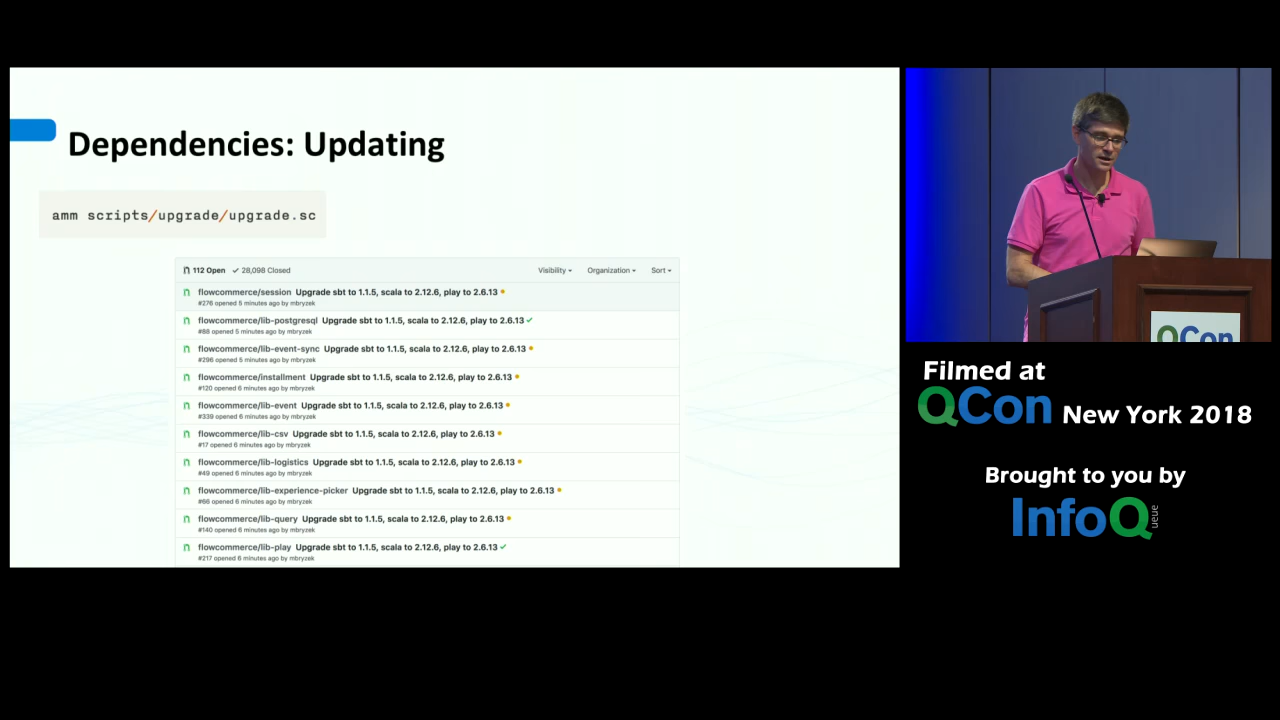 Dependencies: Updating
amm scripts/upgrade/upgrade.sc
112 Open ✓ 28,098 Closed Visibility Organization Sort
flowcommerce/session Upgrade sbt to 1.1.5, scala to 2.12.6, play to 2.6.13
#276 opened 5 minutes ago by mbryzek
flowcommerce/lib-postgresql Upgrade sbt to 1.1.5, scala to 2.12.6, play to 2.6.13 ✓
#88 opened 5 minutes ago by mbryzek
flowcommerce/lib-event-sync Upgrade sbt to 1.1.5, scala to 2.12.6, play to 2.6.13
#296 opened 5 minutes ago by mbryzek
flowcommerce/installment Upgrade sbt to 1.1.5, scala to 2.12.6, play to 2.6.13
#120 opened 6 minutes ago by mbryzek
flowcommerce/lib-event Upgrade sbt to 1.1.5, scala to 2.12.6, play to 2.6.13
#339 opened 6 minutes ago by mbryzek
flowcommerce/lib-csv Upgrade sbt to 1.1.5, scala to 2.12.6, play to 2.6.13
#17 opened 6 minutes ago by mbryzek
flowcommerce/lib-logistics Upgrade sbt to 1.1.5, scala to 2.12.6, play to 2.6.13
#49 opened 6 minutes ago by mbryzek
flowcommerce/lib-experience-picker Upgrade sbt to 1.1.5, scala to 2.12.6, play to 2.6.13
#66 opened 6 minutes ago by mbryzek
flowcommerce/lib-query Upgrade sbt to 1.1.5, scala to 2.12.6, play to 2.6.13
#140 opened 6 minutes ago by mbryzek
flowcommerce/lib-play Upgrade sbt to 1.1.5, scala to 2.12.6, play to 2.6.13 ✓
#217 opened 6 minutes ago by mbryzek
QCon
Filmed at
QCon New York 2018
Brought to you by
InfoQ
ueue